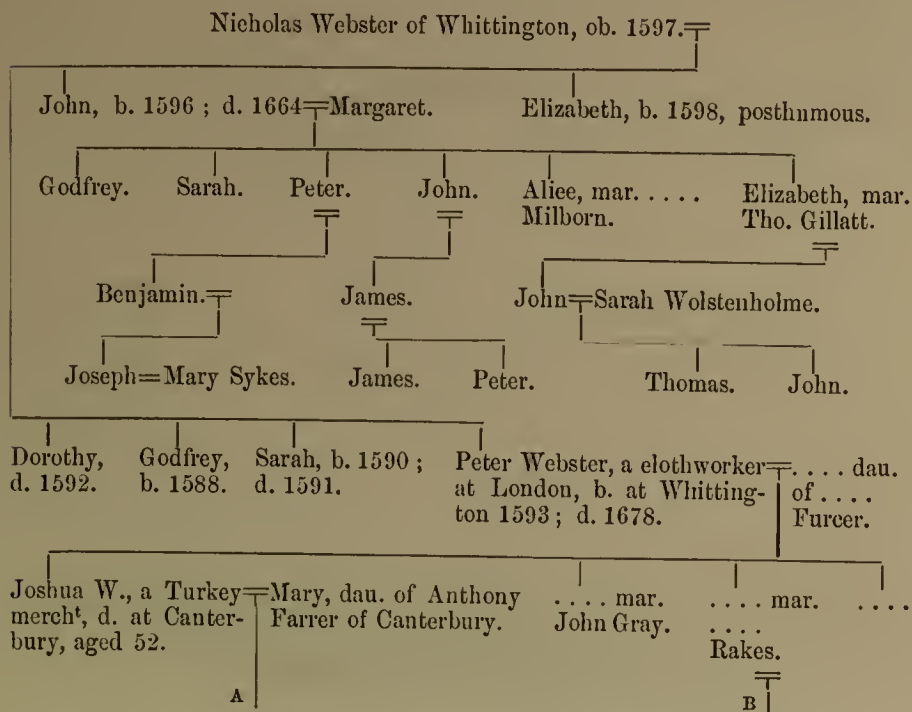 Nicholas Webster of Whittington, ob. 1597.
John, b. 1596 ; d. 1664 Margaret.
Elizabeth, b. 1598, posthumous.
Godfrey. Sarah. Peter. John. Alice, mar. . . . . . Elizabeth, mar.
Milborn. Tho. Gillatt.
Benjamin. James. John Sarah Wolstenholme.
Joseph=Mary Sykes. James. Peter. Thomas. John.
Dorothy, Godfrey, Sarah, b. 1590 ; Peter Webster, a clothworker . . . . dau.
d. 1592. b. 1588. d. 1591. at London, b. at Whitting- of . . . .
ton 1593 ; d. 1678. Furcer.
Joshua W., a Turkey Mary, dau. of Anthony . . . . mar. . . . . mar. . . . .
mercht, d. at Canter- Farrer of Canterbury. John Gray. . . . .
bury, aged 52. Rakes.
A B